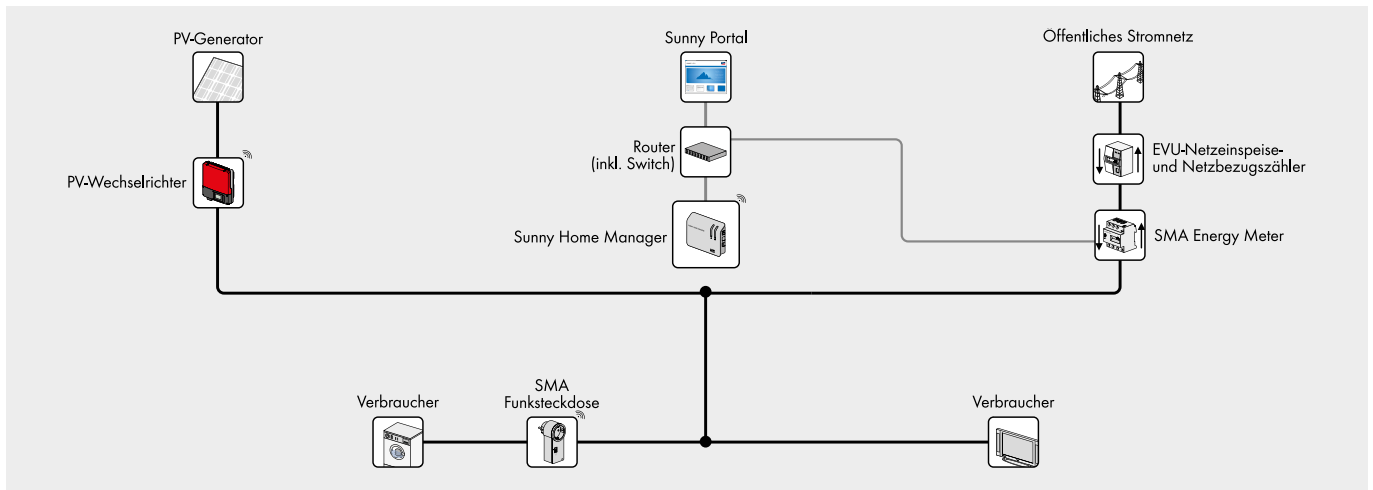 PV-Generator
Sunny Portal
Öffentliches Stromnetz
Router
(inkl. Switch)
EVU-Netzeinspeise-
und Netzbezugszähler
PV-Wechselrichter
Sunny Home Manager
SMA Energy Meter
SMA
Funksteckdose
Verbraucher
Verbraucher